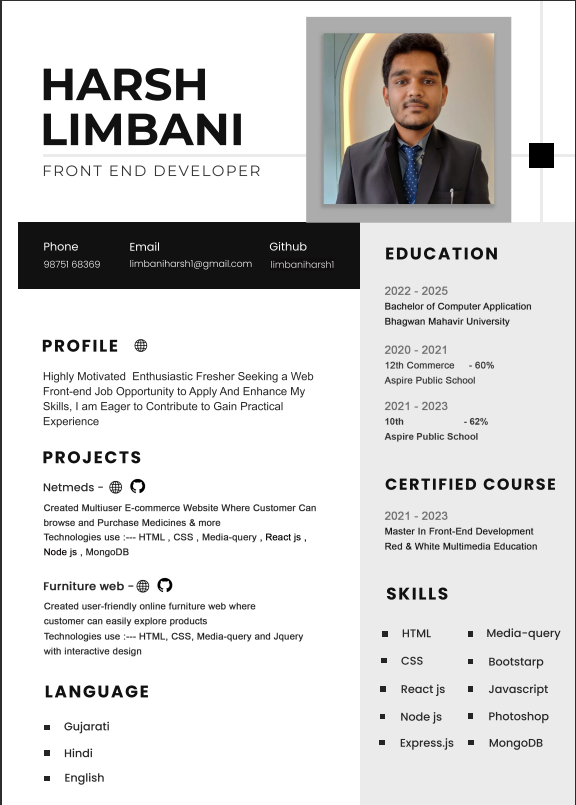 HARSH
LIMBANI
FRONT END DEVELOPER
Phone
98751 68369
Email
limbaniharsh1@gmail.com
Github
limbaniharsh1
PROFILE
Highly Motivated Enthusiastic Fresher Seeking a Web
Front-end Job Opportunity to Apply And Enhance My
Skills, I am Eager to Contribute to Gain Practical
Experience
PROJECTS
Netmeds -
Created Multiuser E-commerce Website Where Customer Can
browse and Purchase Medicines & more
Technologies use :--- HTML , CSS , Media-query , React js ,
Node js , MongoDB
Furniture web -
Created user-friendly online furniture web where
customer can easily explore products
Technologies use :--- HTML, CSS, Media-query and Jquery
with interactive design
LANGUAGE
Gujarati
Hindi
English
EDUCATION
2022 - 2025
Bachelor of Computer Application
Bhagwan Mahavir University
2020 - 2021
12th Commerce - 60%
Aspire Public School
2021 - 2023
10th - 62%
Aspire Public School
CERTIFIED COURSE
2021 - 2023
Master In Front-End Development
Red & White Multimedia Education
SKILLS
HTML
CSS
React js
Node js
Express.js
Media-query
Bootstarp
Javascript
Photoshop
MongoDB